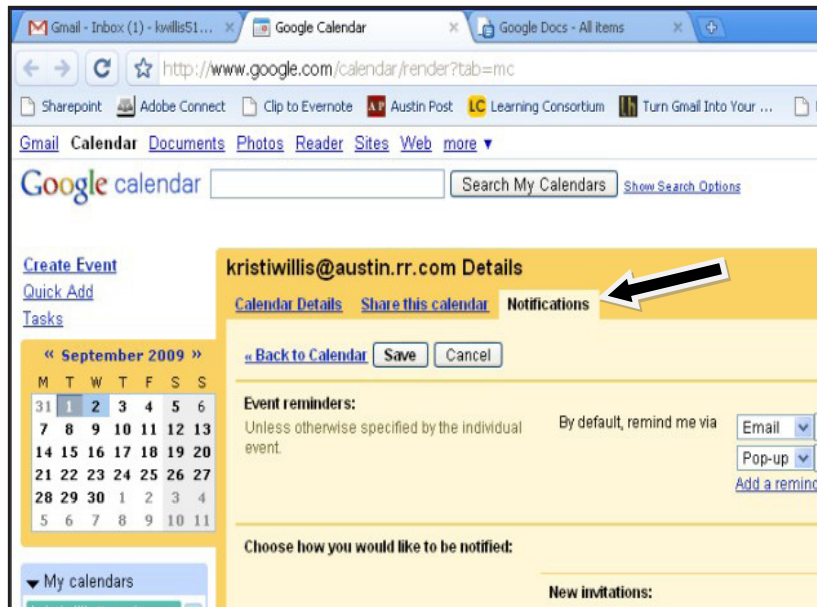 Gmail - Inbox (1) - kwillis51...
Google Calendar
Google Docs - All items
http://www.google.com/calendar/render?tab=mc
Sharepoint Adobe Connect Clip to Evernote AP Austin Post LC Learning Consortium Turn Gmail Into Your ...
Gmail Calendar Documents Photos Reader Sites Web more ▼
Google calendar Search My Calendars Show Search Options
Create Event
Quick Add
Tasks
kristiwillis@austin.rr.com Details
Calendar Details Share this calendar Notifications
« Back to Calendar Save Cancel
« September 2009 »
M T W T F S S
31 1 2 3 4 5 6
7 8 9 10 11 12 13
14 15 16 17 18 19 20
21 22 23 24 25 26 27
28 29 30 1 2 3 4
5 6 7 8 9 10 11
Event reminders:
Unless otherwise specified by the individual
event.
By default, remind me via
Email
Pop-up
Add a
Choose how you would like to be notified:
New invitations:
My calendars